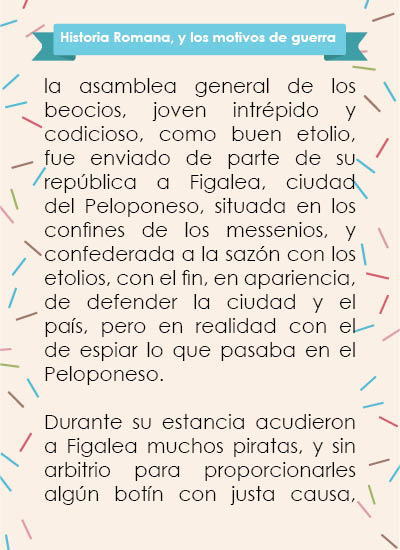 Historia Romana, y los motivos de guerra
la asamblea general de los
beocios, joven intrépido y
codicioso, como buen etolio,
fue enviado de parte de su
república a Figalea, ciudad
del Peloponeso, situada en los
confines de los messenios, y
confederada a la sazón con los
etolios, con el fin, en apariencia,
de defender la ciudad y el
país, pero en realidad con el
de espiar lo que pasaba en el
Peloponeso.
Durante su estancia acudieron
a Figalea muchos piratas, y sin
arbitrio para proporcionarles
algún botín con justa causa,